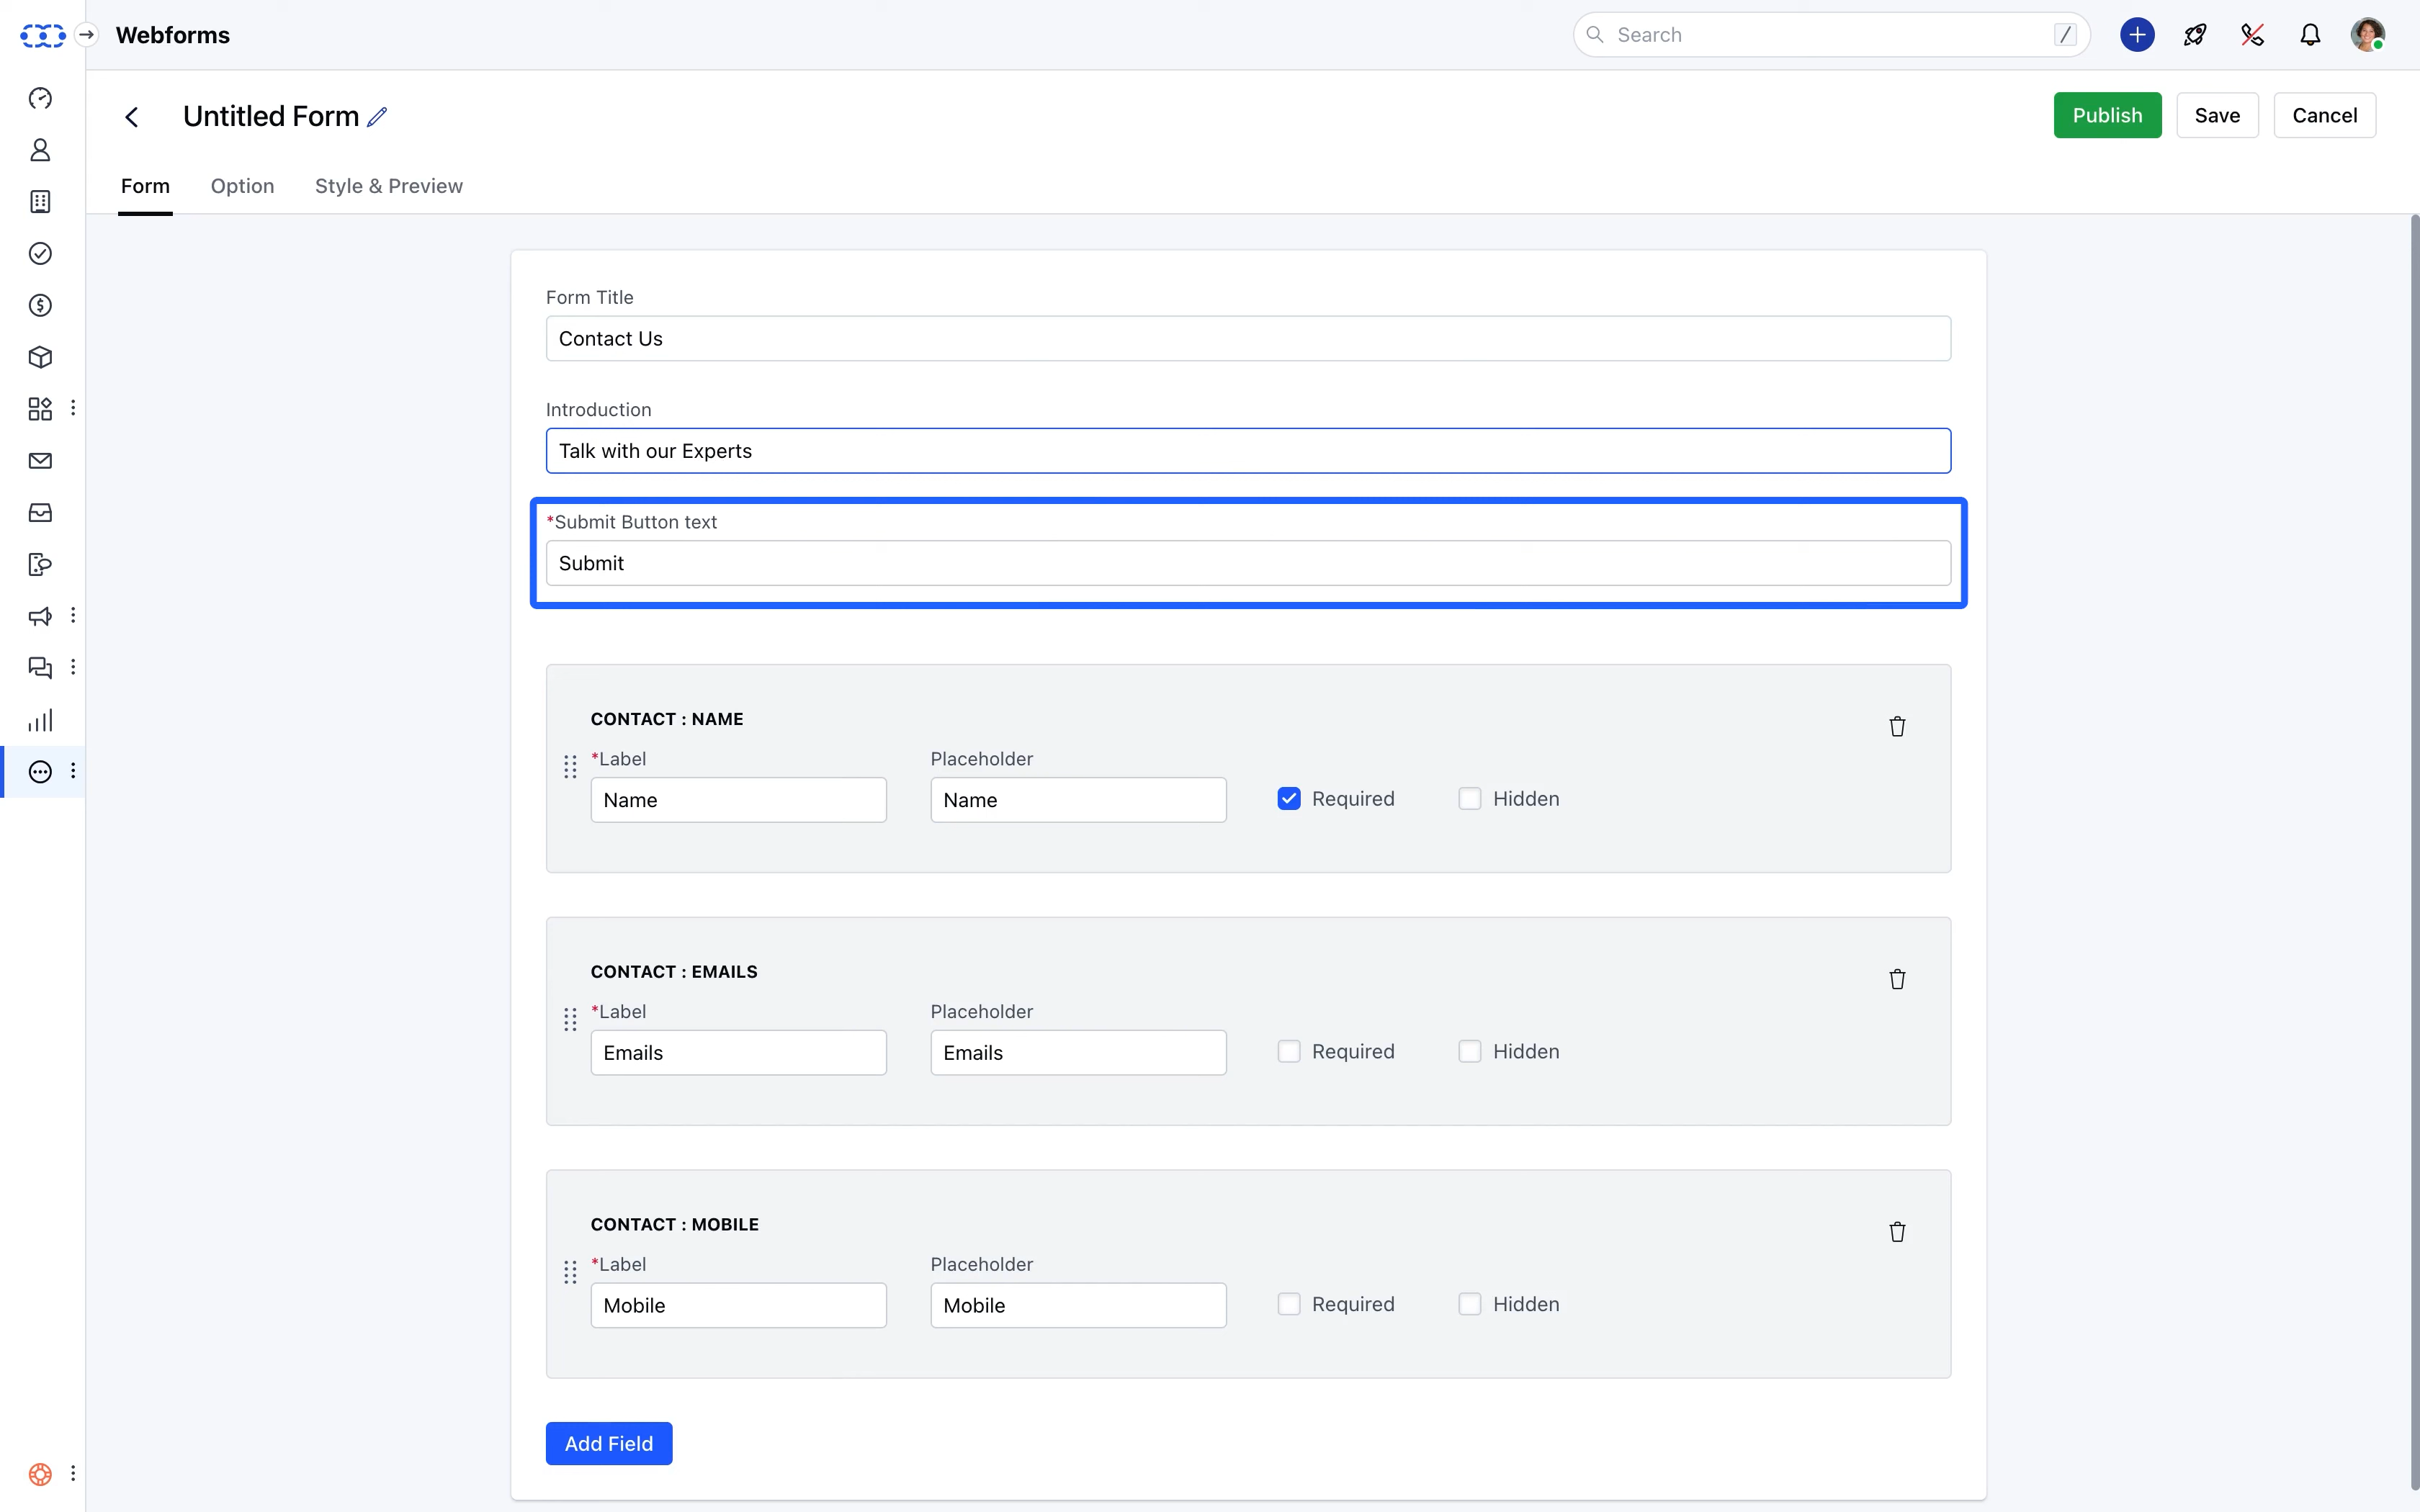 Webforms
Search /
Untitled Form
Publish Save Cancel
Form Option Style & Preview
Form Title
Contact Us
Introduction
Talk with our Experts
*Submit Button text
Submit
CONTACT : NAME
*Label Placeholder
Name Name Required Hidden
CONTACT : EMAILS
*Label Placeholder
Emails Emails Required Hidden
CONTACT : MOBILE
*Label Placeholder
Mobile Mobile Required Hidden
Add Field